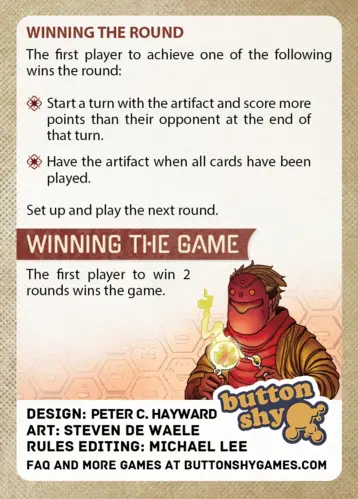 WINNING THE ROUND
The first player to achieve one of the following
wins the round:
Start a turn with the artifact and score more
points than their opponent at the end of
that turn.
Have the artifact when all cards have been
played.
Set up and play the next round.
WINNING THE GAME
The first player to win 2
rounds wins the game.
button
shy
DESIGN: PETER C. HAYWARD
ART: STEVEN DE WAELE
RULES EDITING: MICHAEL LEE
FAQ AND MORE GAMES AT BUTTONSHYGAMES.COM